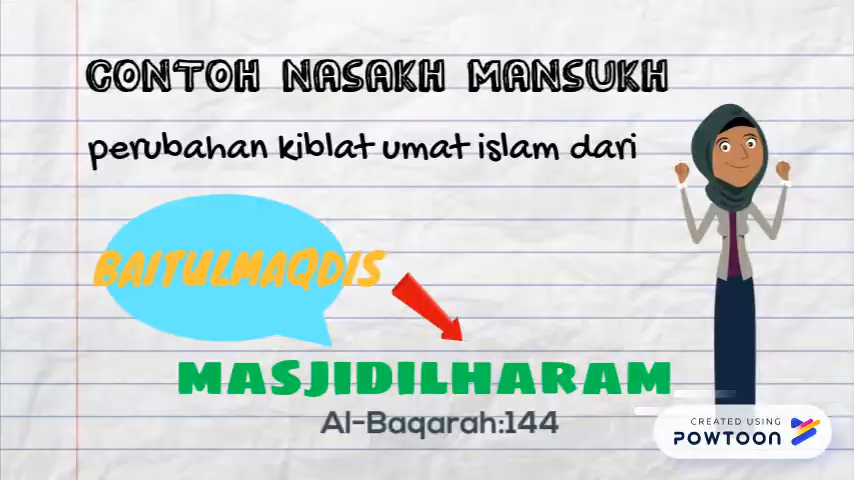 CONTOH NASAKH MANSUKH
perubahan kiblat umat islam dari
BAITULMAQDIS
MASJIDILHARAM
Al-Baqarah:144
CREATED USING
POWTOON